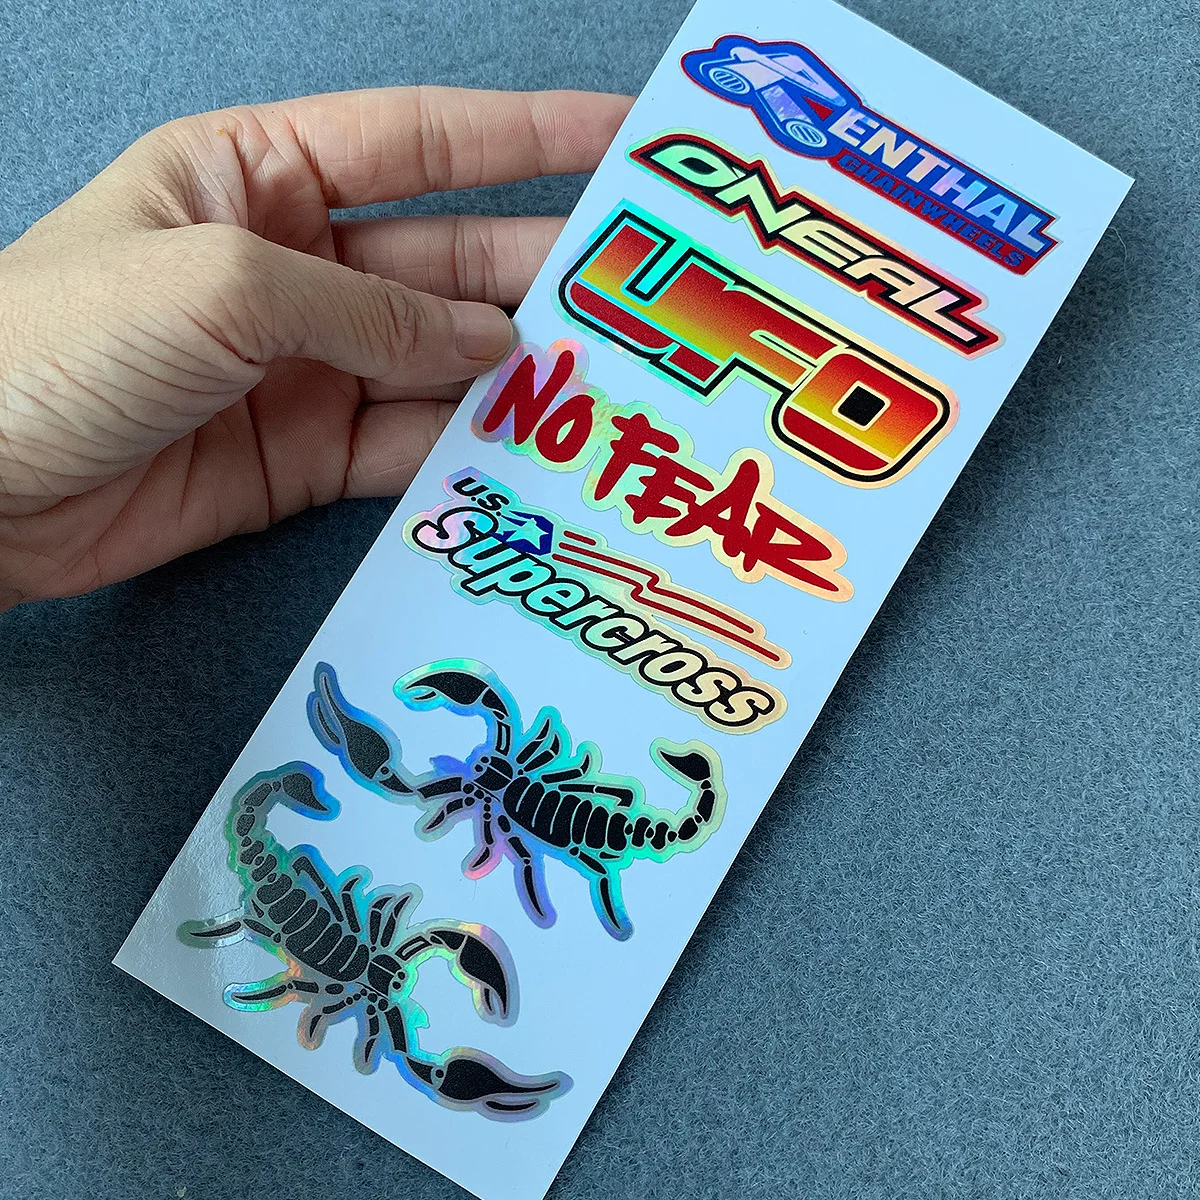 RENTHAL
CHAINWHEELS
ONEAL
UFO
NO FEAR
U.S.
Supercross